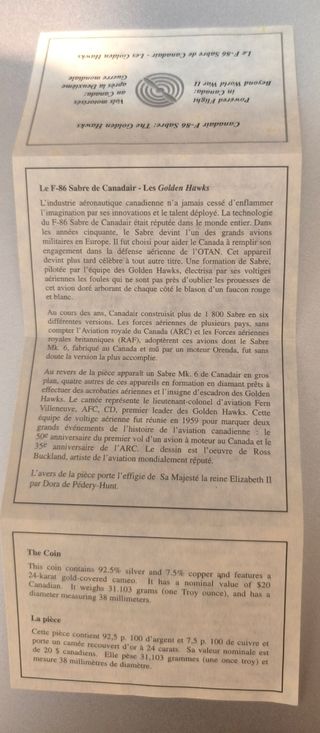 Canadair F-86 Sabre: The Golden Hawks
Powered Flight
in Canada:
Beyond World War II
Vols motorisés
au Canada:
après la Deuxième
Guerre mondiale
Le F-86 Sabre de Canadair - Les Golden Hawks
Le F-86 Sabre de Canadair - Les Golden Hawks
L'industrie aéronautique canadienne n'a jamais cessé d'enflammer
l'imagination par ses innovations et le talent déployé. La technologie
du F-86 Sabre de Canadair était réputée dans le monde entier. Dans
les années cinquante, le Sabre devint l'un des grands avions
militaires en Europe. Il fut choisi pour aider le Canada à remplir son
engagement dans la défense aérienne de l'OTAN. Cet appareil
devint plus tard célèbre à tout autre titre. Une formation de Sabre,
pilotée par l'équipe des Golden Hawks, électrisa par ses voltiges
aériennes les foules qui ne sont pas près d'oublier les prouesses de
cet avion doré arborant de chaque côté le blason d'un faucon rouge
et blanc.
Au cours des ans, Canadair construisit plus de 1 800 Sabre en six
différentes versions. Les forces aériennes de plusieurs pays, sans
compter l'Aviation royale du Canada (ARC) et les Forces aériennes
royales britanniques (RAF), adoptèrent ces avions dont le Sabre
Mk. 6, fabriqué au Canada et mû par un moteur Orenda, fut sans
doute la version la plus accomplie.
Au revers de la pièce apparaît un Sabre Mk. 6 de Canadair en gros
plan, quatre autres de ces appareils en formation en diamant prêts à
effectuer des acrobaties aériennes et l'insigne d'escadron des Golden
Hawks. Le camée représente le lieutenant-colonel d'aviation Fern
Villeneuve, AFC, CD, premier leader des Golden Hawks. Cette
équipe de voltige aérienne fut réunie en 1959 pour marquer deux
grands événements de l'histoire de l'aviation canadienne : le
50e anniversaire du premier vol d'un avion à moteur au Canada et le
35e anniversaire de l'ARC. Le dessin est l'oeuvre de Ross
Buckland, artiste de l'aviation mondialement réputé.
L'avers de la pièce porte l'effigie de Sa Majesté la reine Elizabeth II
par Dora de Pédery-Hunt.
The Coin
This coin contains 92.5% silver and 7.5% copper and features a
24-karat gold-covered cameo. It has a nominal value of $20
Canadian. It weighs 31.103 grams (one Troy ounce), and has a
diameter measuring 38 millimeters.
La pièce
Cette pièce contient 92,5 p. 100 d'argent et 7,5 p. 100 de cuivre et
porte un camée recouvert d'or à 24 carats. Sa valeur nominale est
de 20 $ canadiens. Elle pèse 31,103 grammes (une once troy) et
mesure 38 millimètres de diamètre.